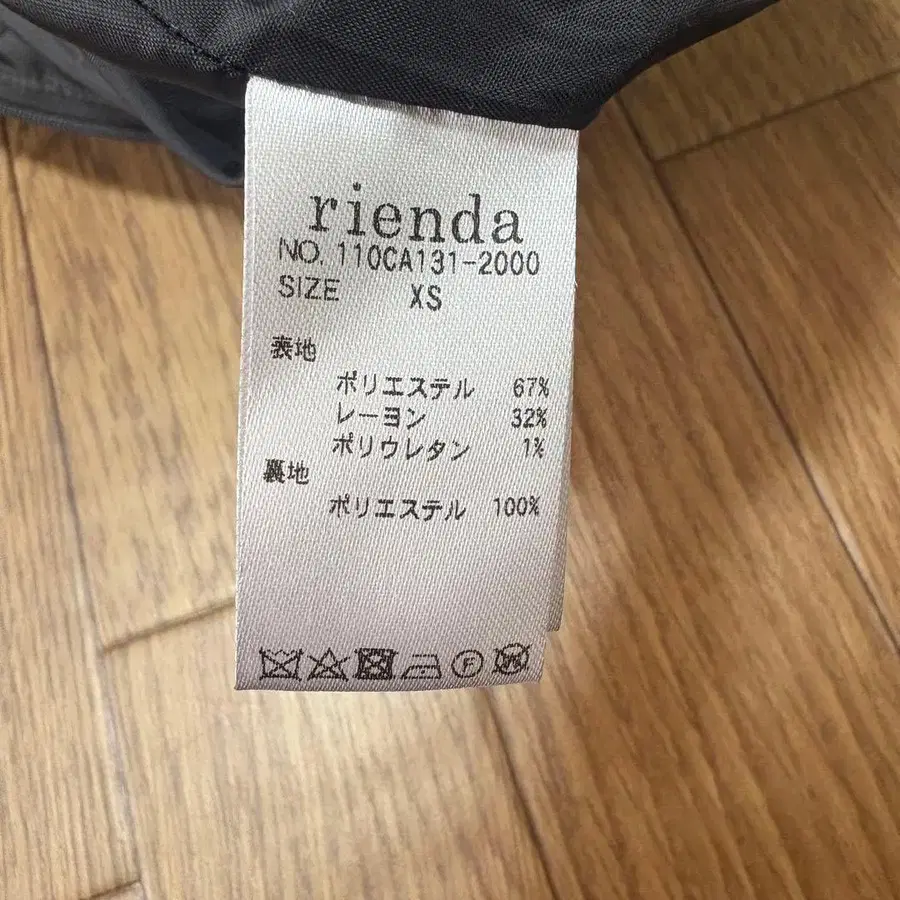 rienda
NO. 110CA131-2000
SIZE XS
表地
ポリエステル 67%
レーヨン 32%
ポリウレタン 1%
裏地
ポリエステル 100%
F